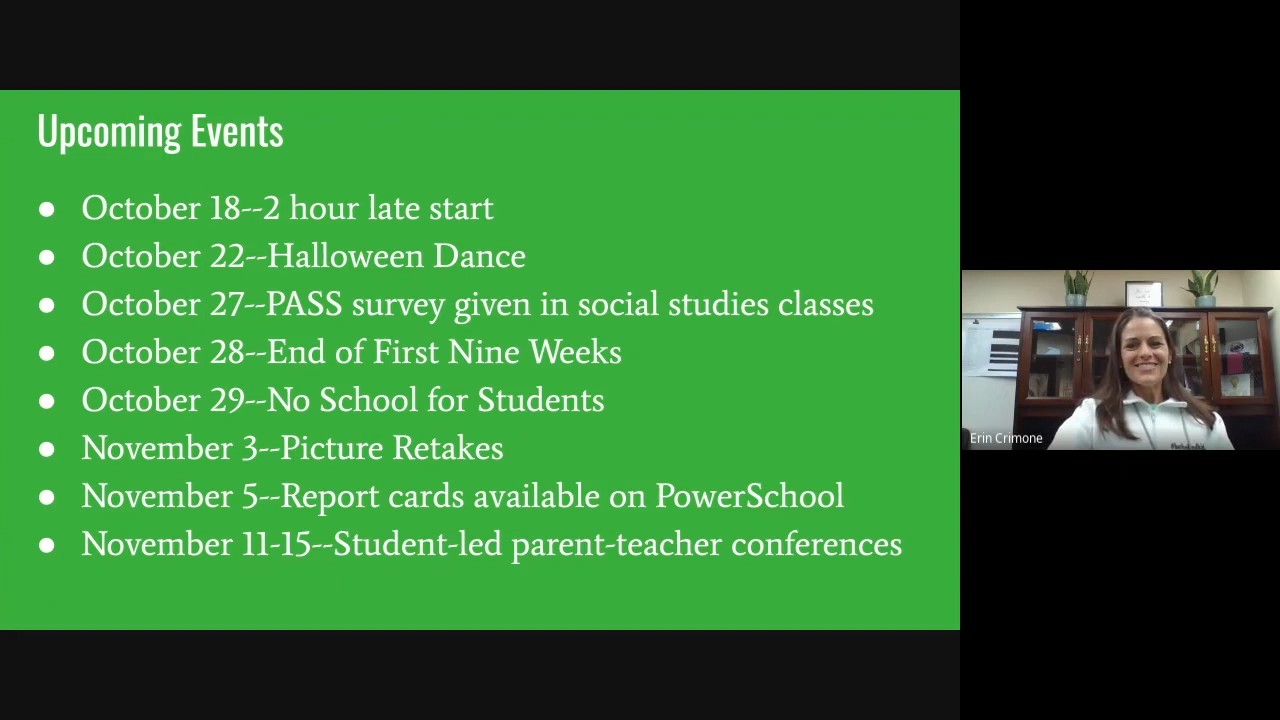 Upcoming Events
● October 18--2 hour late start
● October 22--Halloween Dance
● October 27--PASS survey given in social studies classes
● October 28--End of First Nine Weeks
● October 29--No School for Students
● November 3--Picture Retakes
● November 5--Report cards available on PowerSchool
● November 11-15--Student-led parent-teacher conferences
Erin Crimone